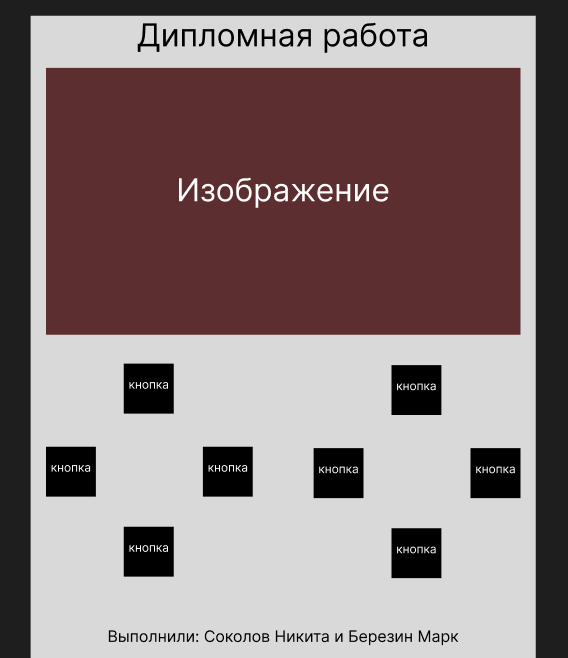 Дипломная работа
Изображение
кнопка
кнопка
кнопка
кнопка
кнопка
кнопка
кнопка
кнопка
Выполнили: Соколов Никита и Березин Марк